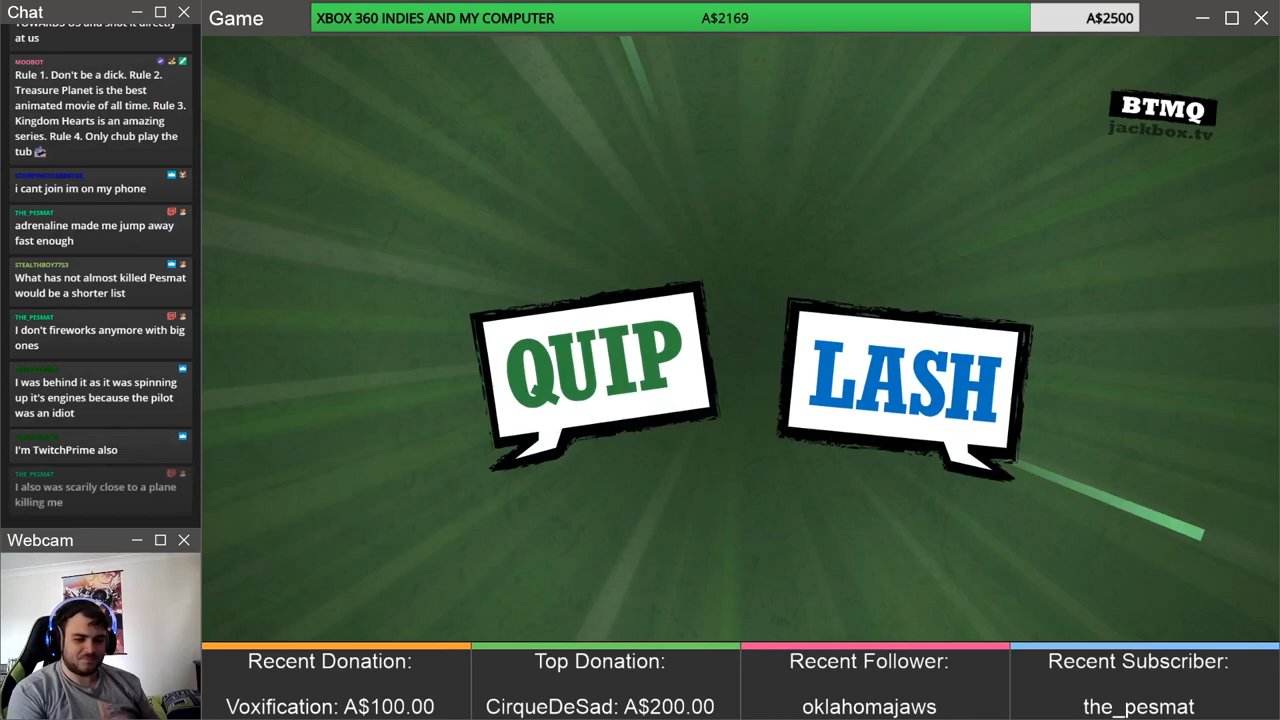 Chat
Game
XBOX 360 INDIES AND MY COMPUTER
A$2169
A$2500
at us
MOOBOT
Rule 1. Don't be a dick. Rule 2.
Treasure Planet is the best
animated movie of all time. Rule 3.
Kingdom Hearts is an amazing
series. Rule 4. Only chub play the
tub
i cant join im on my phone
THE_PESMAT
adrenaline made me jump away
fast enough
STEALTHBOY7753
What has not almost killed Pesmat
would be a shorter list
THE_PESMAT
I don't fireworks anymore with big
ones
I was behind it as it was spinning
up it's engines because the pilot
was an idiot
I'm TwitchPrime also
THE_PESMAT
I also was scarily close to a plane
killing me
BTMQ
jackbox.tv
QUIP
LASH
Webcam
Recent Donation:
Voxification: A$100.00
Top Donation:
CirqueDeSad: A$200.00
Recent Follower:
oklahomajaws
Recent Subscriber:
the_pesmat